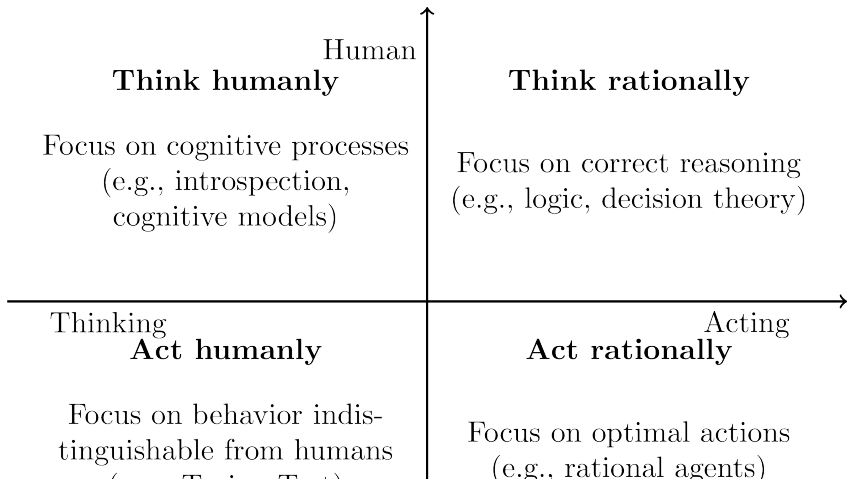 Human
Think humanly
Focus on cognitive processes
(e.g., introspection,
cognitive models)
Think rationally
Focus on correct reasoning
(e.g., logic, decision theory)
Thinking
Acting
Act humanly
Focus on behavior indis-
tinguishable from humans
Act rationally
Focus on optimal actions
(e.g., rational agents)